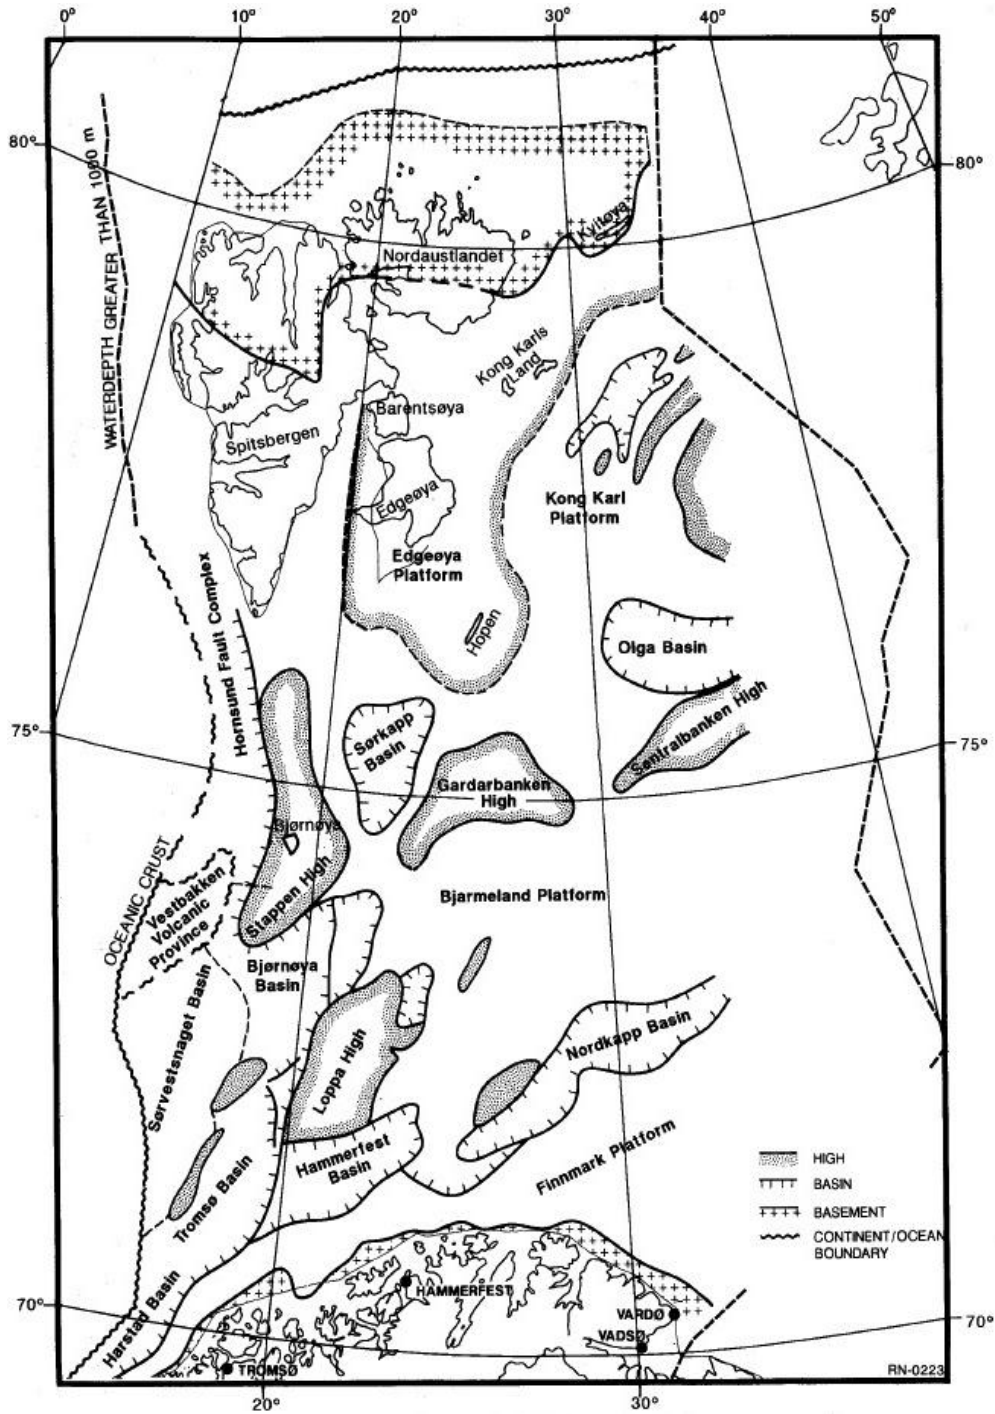 0° 10° 20° 30° 40° 50°
80°
80°
WATERDEPTH GREATER THAN 1000 m
Kvitøya
Nordaustlandet
Kong Karls
Land
Barentsøya
Spitsbergen
Edgeøya
Kong Karl
Platform
Edgeøya
Platform
Hornsund Fault Complex
Hopen
Olga Basin
75°
75°
Sørkapp
Basin
Sentralbanken High
Gardarbanken
High
Bjørnøya
OCEANIC CRUST
Vestbakken
Volcanic
Province
Stappen High
Bjarmeland Platform
Bjørnøya
Basin
Sørvestsnaget Basin
Loppa High
Nordkapp Basin
Hammerfest
Basin
Finnmark Platform
Tromsø Basin
HIGH
BASIN
BASEMENT
CONTINENT/OCEAN
BOUNDARY
70°
70°
Harstad Basin
HAMMERFEST
VARDØ
VADSØ
TROMSØ
RN-0223
20° 30°